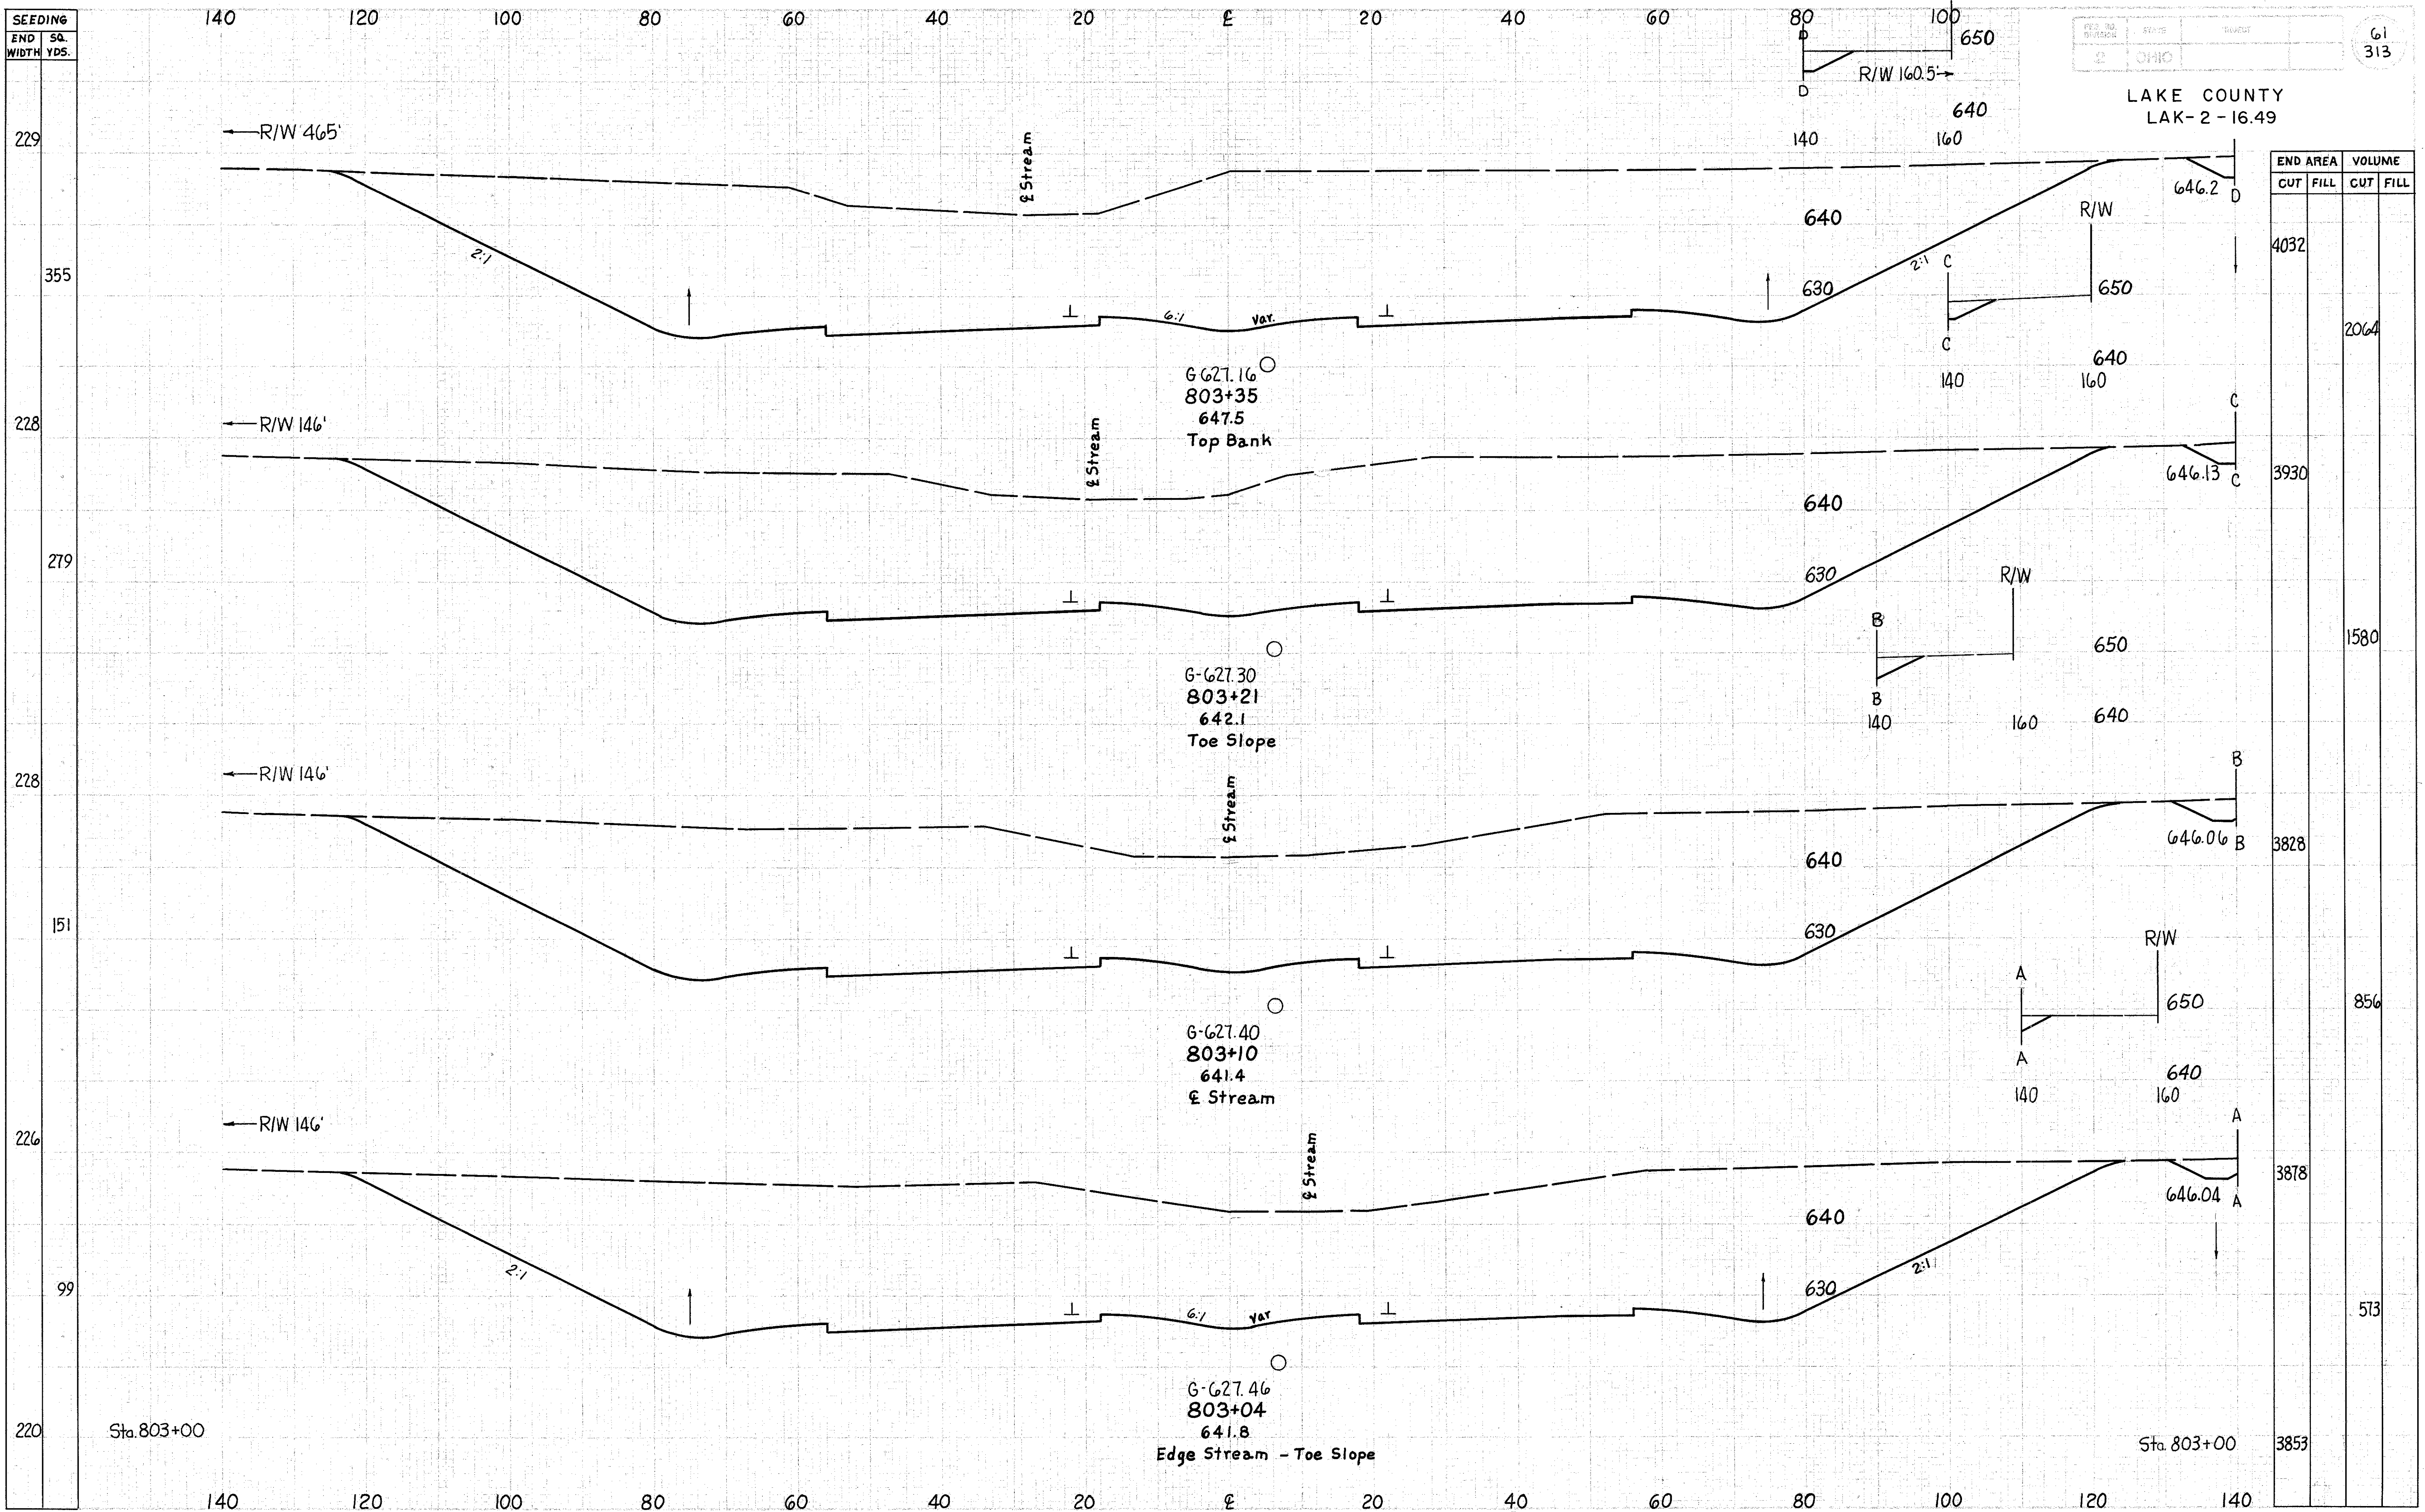 SEEDING
END WIDTH
SQ. YDS.
140 120 100 80 60 40 20 ℄ 20 40 60 80 100
D
650
R/W 160.5'→
D
640
140 160
FED. RD. DIVISION
STATE
2
OHIO
61
313
LAKE COUNTY
LAK-2-16.49
END AREA
VOLUME
CUT FILL CUT FILL
229
R/W 465'
℄ Stream
646.2
D
R/W
640
4032
355
2:1
2:1
C
630
650
6:1
var.
2064
C
640
140 160
G-627.16
803+35
647.5
Top Bank
228
R/W 146'
℄ Stream
C
646.13
C
3930
640
279
630
R/W
B
650
1580
B
640
140 160
G-627.30
803+21
642.1
Toe Slope
228
R/W 146'
℄ Stream
B
646.06
B
3828
640
151
630
R/W
A
650
856
A
640
140 160
G-627.40
803+10
641.4
℄ Stream
226
R/W 146'
℄ Stream
A
3878
646.04
A
640
2:1
2:1
99
630
6:1
var
573
G-627.46
803+04
641.8
Edge Stream - Toe Slope
220
Sta. 803+00
Sta. 803+00
3853
140 120 100 80 60 40 20 ℄ 20 40 60 80 100 120 140